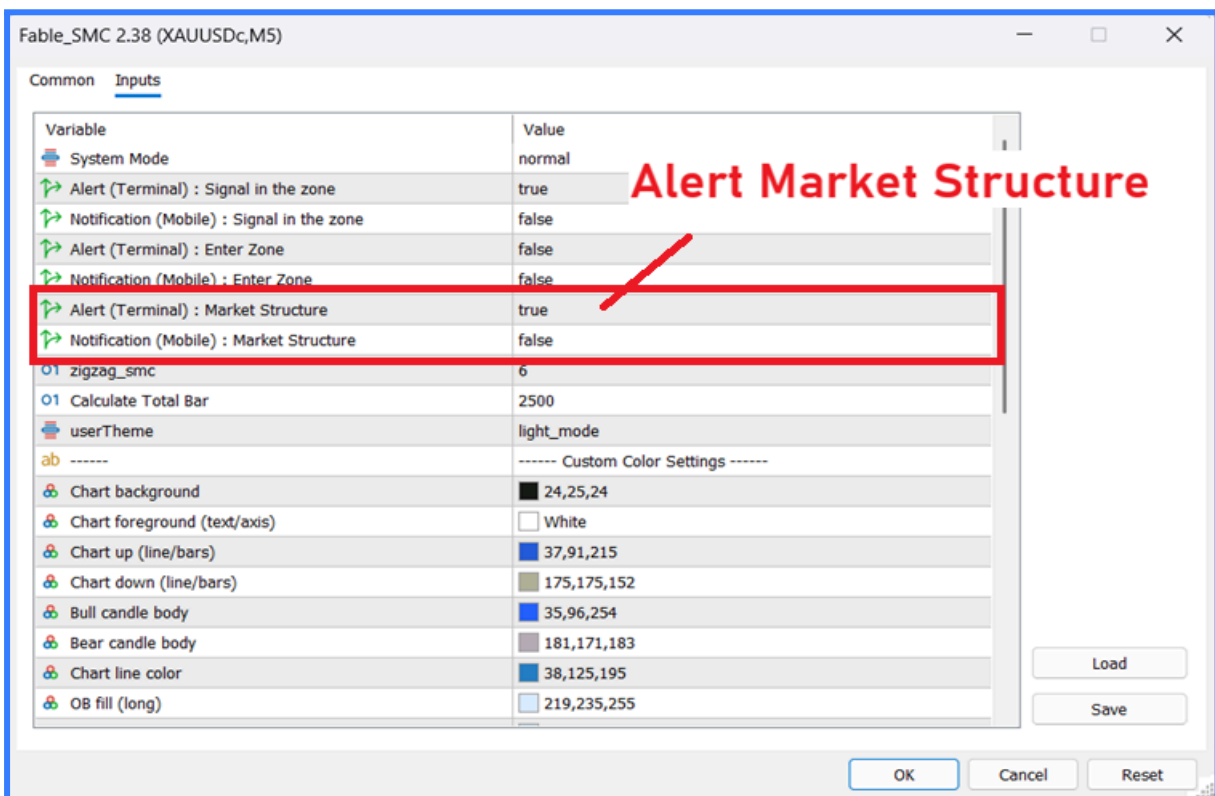 Fable_SMC 2.38 (XAUUSDc,M5)
Common Inputs
Variable Value
System Mode normal
Alert (Terminal) : Signal in the zone true
Alert Market Structure
Notification (Mobile) : Signal in the zone false
Alert (Terminal) : Enter Zone false
Notification (Mobile) : Enter Zone false
Alert (Terminal) : Market Structure true
Notification (Mobile) : Market Structure false
01 zigzag_smc 6
01 Calculate Total Bar 2500
userTheme light_mode
ab ------ ------ Custom Color Settings ------
Chart background 24,25,24
Chart foreground (text/axis) White
Chart up (line/bars) 37,91,215
Chart down (line/bars) 175,175,152
Bull candle body 35,96,254
Bear candle body 181,171,183
Chart line color 38,125,195
OB fill (long) 219,235,255
Load
Save
OK Cancel Reset